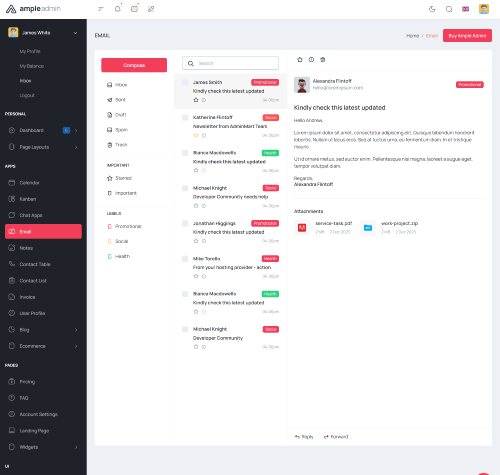 ampleadmin
James White
My Profile
My Balance
Inbox
Logout
PERSONAL
Dashboard
Page Layouts
APPS
Calendar
Kanban
Chat Apps
Email
Notes
Contact Table
Contact List
Invoice
User Profile
Blog
Ecommerce
PAGES
Pricing
FAQ
Account Settings
Landing Page
Widgets
UI
EMAIL
Home / Email
Buy Ample Admin
Compose
Inbox
Sent
Draft
Spam
Trash
IMPORTANT
Starred
Important
LABELS
Promotional
Social
Health
Search
James Smith Promotional
Kindly check this latest updated
04:00pm
Katherine Flintoff Social
Newsletter from AdminMart Team
04:00pm
Bianca Macdowells Health
Kindly check this latest updated
04:00pm
Michael Knight Social
Developer Community needs help
04:00pm
Jonathan Higgings Promotional
Kindly check this latest updated
04:00pm
Mike Torello Health
From your hosting provider - action
04:00pm
Bianca Macdowells Health
Kindly check this latest updated
04:00pm
Michael Knight Social
Developer Community
04:00pm
Alexandra Flintoff
hello@loremipsum.com
Promotional
Kindly check this latest updated
Hello Andrew,
Lorem ipsum dolor sit amet, consectetur adipiscing elit. Quisque bibendum hendrerit
lobortis. Nullam ut lacus eros. Sed at luctus urna, eu fermentum diam. In et tristique
mauris.
Ut id ornare metus, sed auctor enim. Pellentesque nisi magna, laoreet a augue eget,
tempor volutpat diam.
Regards,
Alexandra Flintoff
Attachments
service-task.pdf
2 MB 2 Dec 2025
work-project.zip
2 MB 2 Dec 2025
Reply
Forward